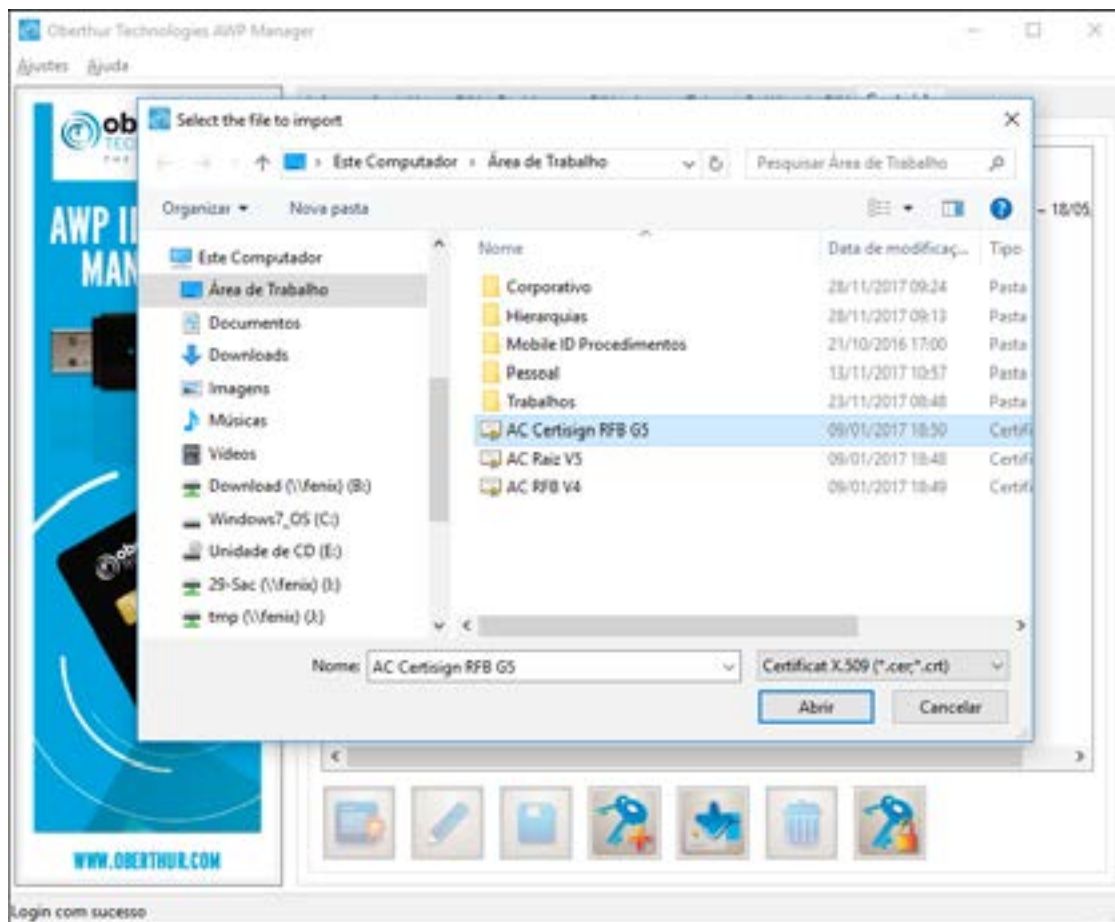 Oberthur Technologies AWP Manager
Ajustes Ajuda
ob
TEC
THE
Select the file to import
Este Computador › Área de Trabalho
Pesquisar Área de Trabalho
Organizar
Nova pasta
AWP I
MAN
- 18/05
Este Computador
Área de Trabalho
Documentos
Downloads
Imagens
Músicas
Vídeos
Download (\\fenix) (B:)
Windows7_OS (C:)
Unidade de CD (E:)
29-Sac (\\fenix) (I:)
tmp (\\fenix) (J:)
Nome Data de modificaç... Tipo
Corporativo 28/11/2017 09:24 Pasta
Hierarquias 28/11/2017 09:13 Pasta
Mobile ID Procedimentos 21/10/2016 17:00 Pasta
Pessoal 13/11/2017 10:57 Pasta
Trabalhos 23/11/2017 08:48 Pasta
AC Certisign RFB G5 09/01/2017 18:50 Certifi
AC Raiz V5 09/01/2017 18:48 Certifi
AC RFB V4 09/01/2017 18:49 Certifi
Nome: AC Certisign RFB G5
Certificat X.509 (*.cer;*.crt)
Abrir
Cancelar
WWW.OBERTHUR.COM
Login com sucesso